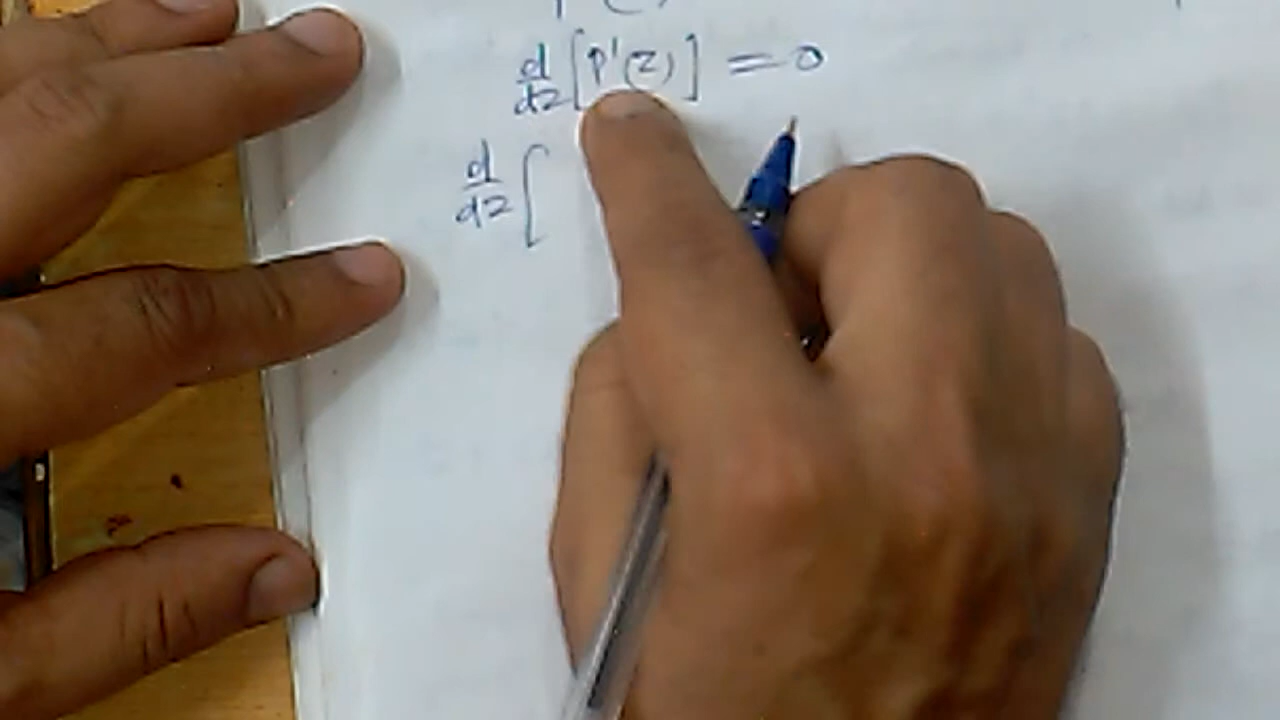 d/dz [P'(z)] = 0
d/dz [